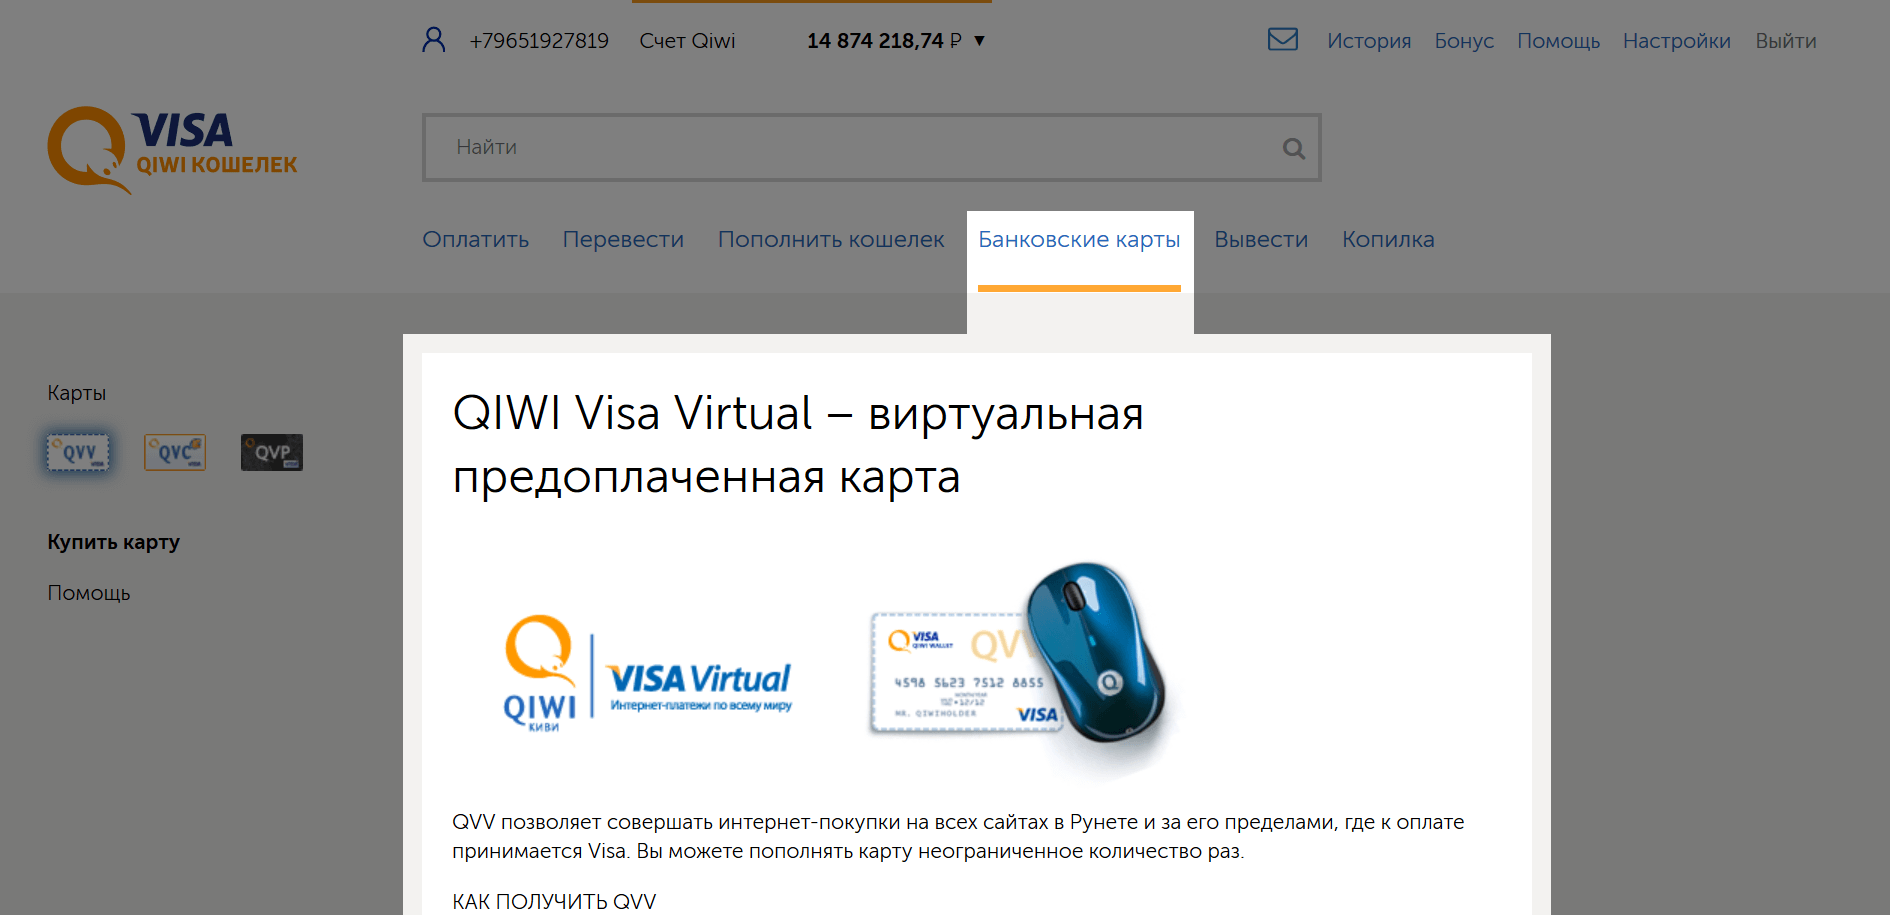 +79651927819 Счет Qiwi 14 874 218,74 ₽ ▼ История Бонус Помощь Настройки Выйти
VISA
QIWI КОШЕЛЕК
Найти
Оплатить Перевести Пополнить кошелек Банковские карты Вывести Копилка
Карты
QVV QVC QVP
Купить карту
Помощь
QIWI Visa Virtual – виртуальная
предоплаченная карта
QIWI
КИВИ
VISA Virtual
Интернет-платежи по всему миру
VISA
QIWI WALLET
QVV
4598 5623 7512 8855
MR. QIWIHOLDER
VISA
QVV позволяет совершать интернет-покупки на всех сайтах в Рунете и за его пределами, где к оплате
принимается Visa. Вы можете пополнять карту неограниченное количество раз.
КАК ПОЛУЧИТЬ QVV